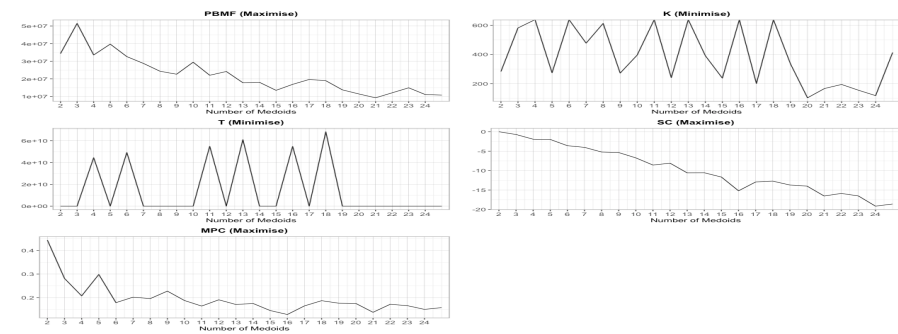 PBMF (Maximise)
5e+07
4e+07
3e+07
2e+07
1e+07
2 3 4 5 6 7 8 9 10 11 12 13 14 15 16 17 18 19 20 21 22 23 24
Number of Medoids
K (Minimise)
600
400
200
2 3 4 5 6 7 8 9 10 11 12 13 14 15 16 17 18 19 20 21 22 23 24
Number of Medoids
T (Minimise)
6e+10
4e+10
2e+10
0e+00
2 3 4 5 6 7 8 9 10 11 12 13 14 15 16 17 18 19 20 21 22 23 24
Number of Medoids
SC (Maximise)
0
-5
-10
-15
-20
2 3 4 5 6 7 8 9 10 11 12 13 14 15 16 17 18 19 20 21 22 23 24
Number of Medoids
MPC (Maximise)
0.4
0.3
0.2
2 3 4 5 6 7 8 9 10 11 12 13 14 15 16 17 18 19 20 21 22 23 24
Number of Medoids